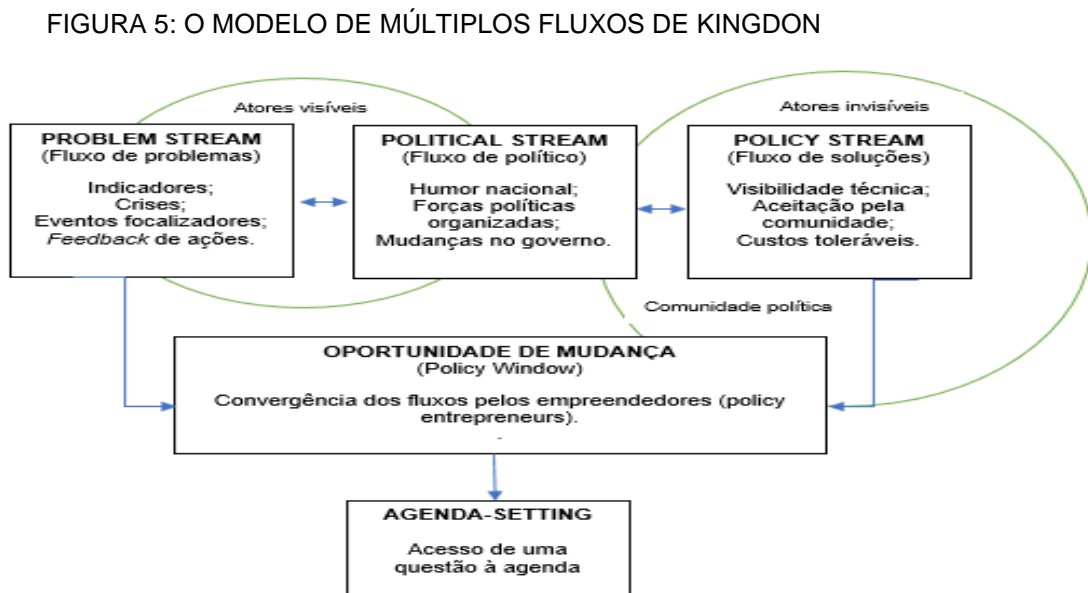 FIGURA 5: O MODELO DE MÚLTIPLOS FLUXOS DE KINGDON
Atores visíveis
Atores invisíveis
PROBLEM STREAM
(Fluxo de problemas)
Indicadores;
Crises;
Eventos focalizadores;
Feedback de ações.
POLITICAL STREAM
(Fluxo de político)
Humor nacional;
Forças políticas
organizadas;
Mudanças no governo.
POLICY STREAM
(Fluxo de soluções)
Visibilidade técnica;
Aceitação pela
comunidade;
Custos toleráveis.
Comunidade política
OPORTUNIDADE DE MUDANÇA
(Policy Window)
Convergência dos fluxos pelos empreendedores (policy
entrepreneurs).
.
AGENDA-SETTING
Acesso de uma
questão à agenda